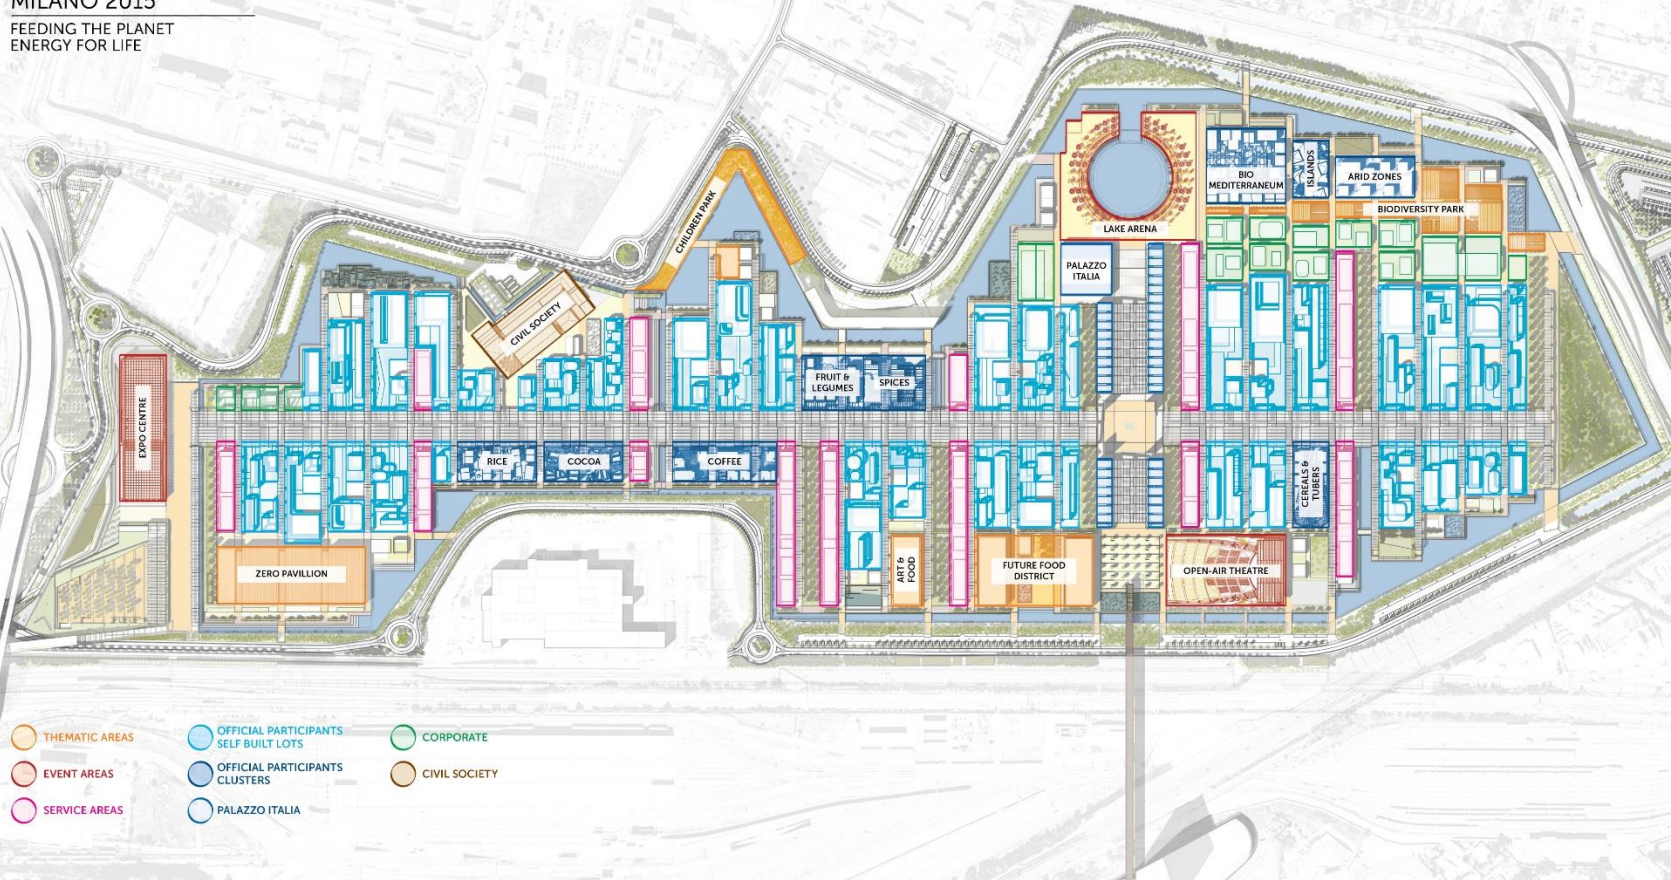 MILANO 2015
FEEDING THE PLANET
ENERGY FOR LIFE
CHILDREN PARK
CIVIL SOCIETY
EXPO CENTRE
LAKE ARENA
PALAZZO
ITALIA
BIO
MEDITERRANEUM
ISLANDS
ARID ZONES
BIODIVERSITY PARK
FRUIT &
LEGUMES
SPICES
RICE
COCOA
COFFEE
CEREALS &
TUBERS
ZERO PAVILLION
ART &
FOOD
FUTURE FOOD
DISTRICT
OPEN-AIR THEATRE
THEMATIC AREAS
EVENT AREAS
SERVICE AREAS
OFFICIAL PARTICIPANTS
SELF BUILT LOTS
OFFICIAL PARTICIPANTS
CLUSTERS
PALAZZO ITALIA
CORPORATE
CIVIL SOCIETY